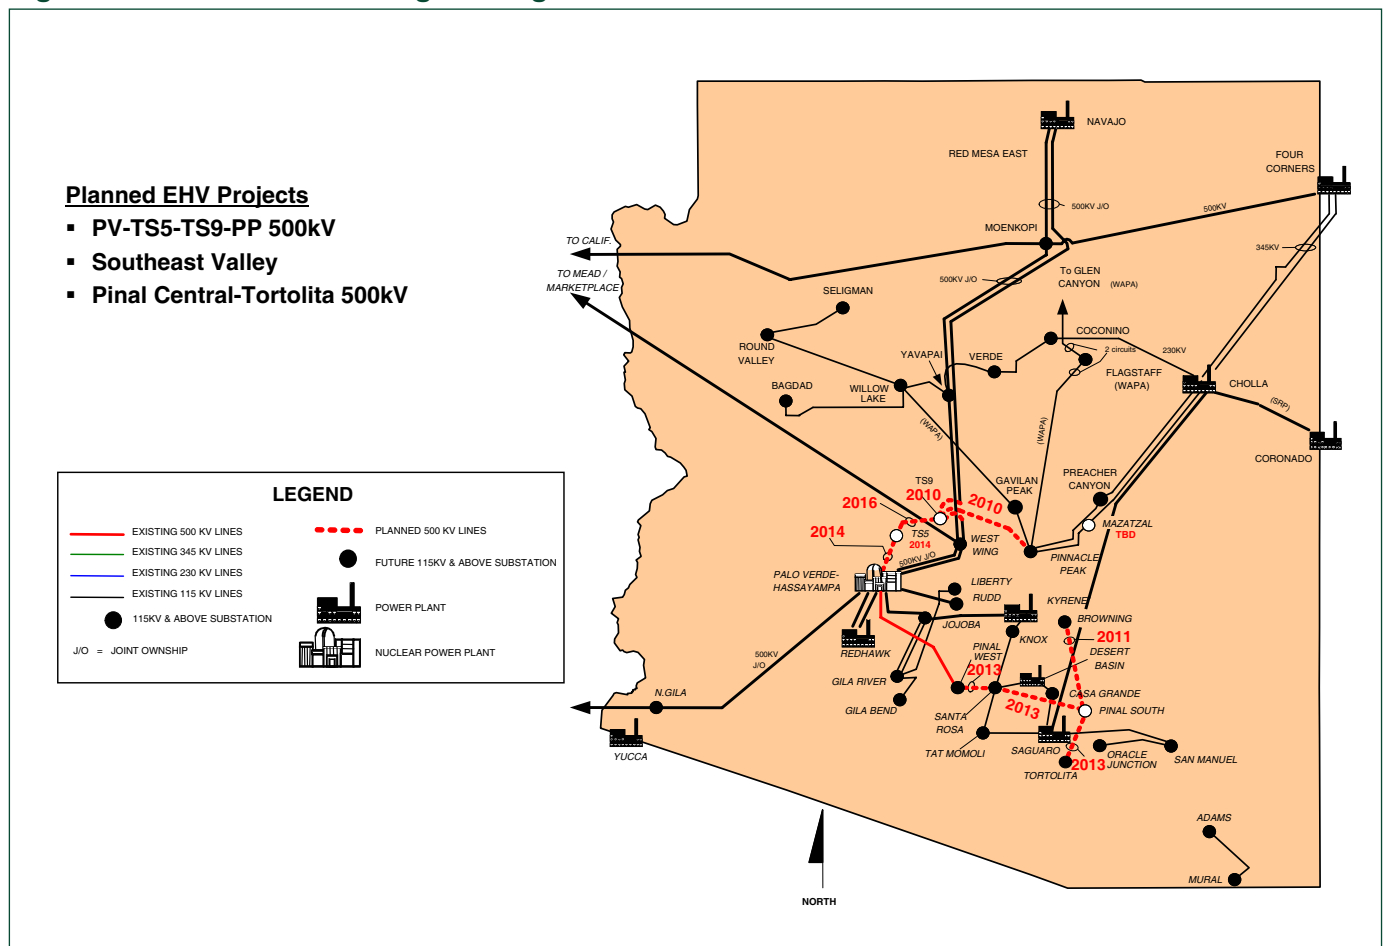 Planned EHV Projects
▪ PV-TS5-TS9-PP 500kV
▪ Southeast Valley
▪ Pinal Central-Tortolita 500kV
LEGEND
EXISTING 500 KV LINES
EXISTING 345 KV LINES
EXISTING 230 KV LINES
EXISTING 115 KV LINES
115KV & ABOVE SUBSTATION
J/O = JOINT OWNSHIP
PLANNED 500 KV LINES
FUTURE 115KV & ABOVE SUBSTATION
POWER PLANT
NUCLEAR POWER PLANT
NAVAJO
RED MESA EAST
FOUR
CORNERS
500KV J/O
500KV
MOENKOPI
TO CALIF.
345KV
TO MEAD /
MARKETPLACE
500KV J/O
To GLEN
CANYON (WAPA)
SELIGMAN
ROUND
VALLEY
COCONINO
YAVAPAI
VERDE
2 circuits
230KV
FLAGSTAFF
(WAPA)
CHOLLA
BAGDAD
WILLOW
LAKE
(SRP)
(WAPA)
(WAPA)
CORONADO
PREACHER
CANYON
GAVILAN
PEAK
TS9
2010
2010
2016
TS5
2014
2014
MAZATZAL
TBD
WEST
WING
PINNACLE
PEAK
500KV J/O
PALO VERDE-
HASSAYAMPA
LIBERTY
RUDD
KYRENE
BROWNING
JOJOBA
KNOX
2011
DESERT
BASIN
REDHAWK
PINAL
WEST
2013
500KV
J/O
GILA RIVER
N.GILA
CASA GRANDE
GILA BEND
2013
PINAL SOUTH
SANTA
ROSA
YUCCA
TAT MOMOLI
SAGUARO
ORACLE
JUNCTION
SAN MANUEL
2013
TORTOLITA
ADAMS
MURAL
NORTH